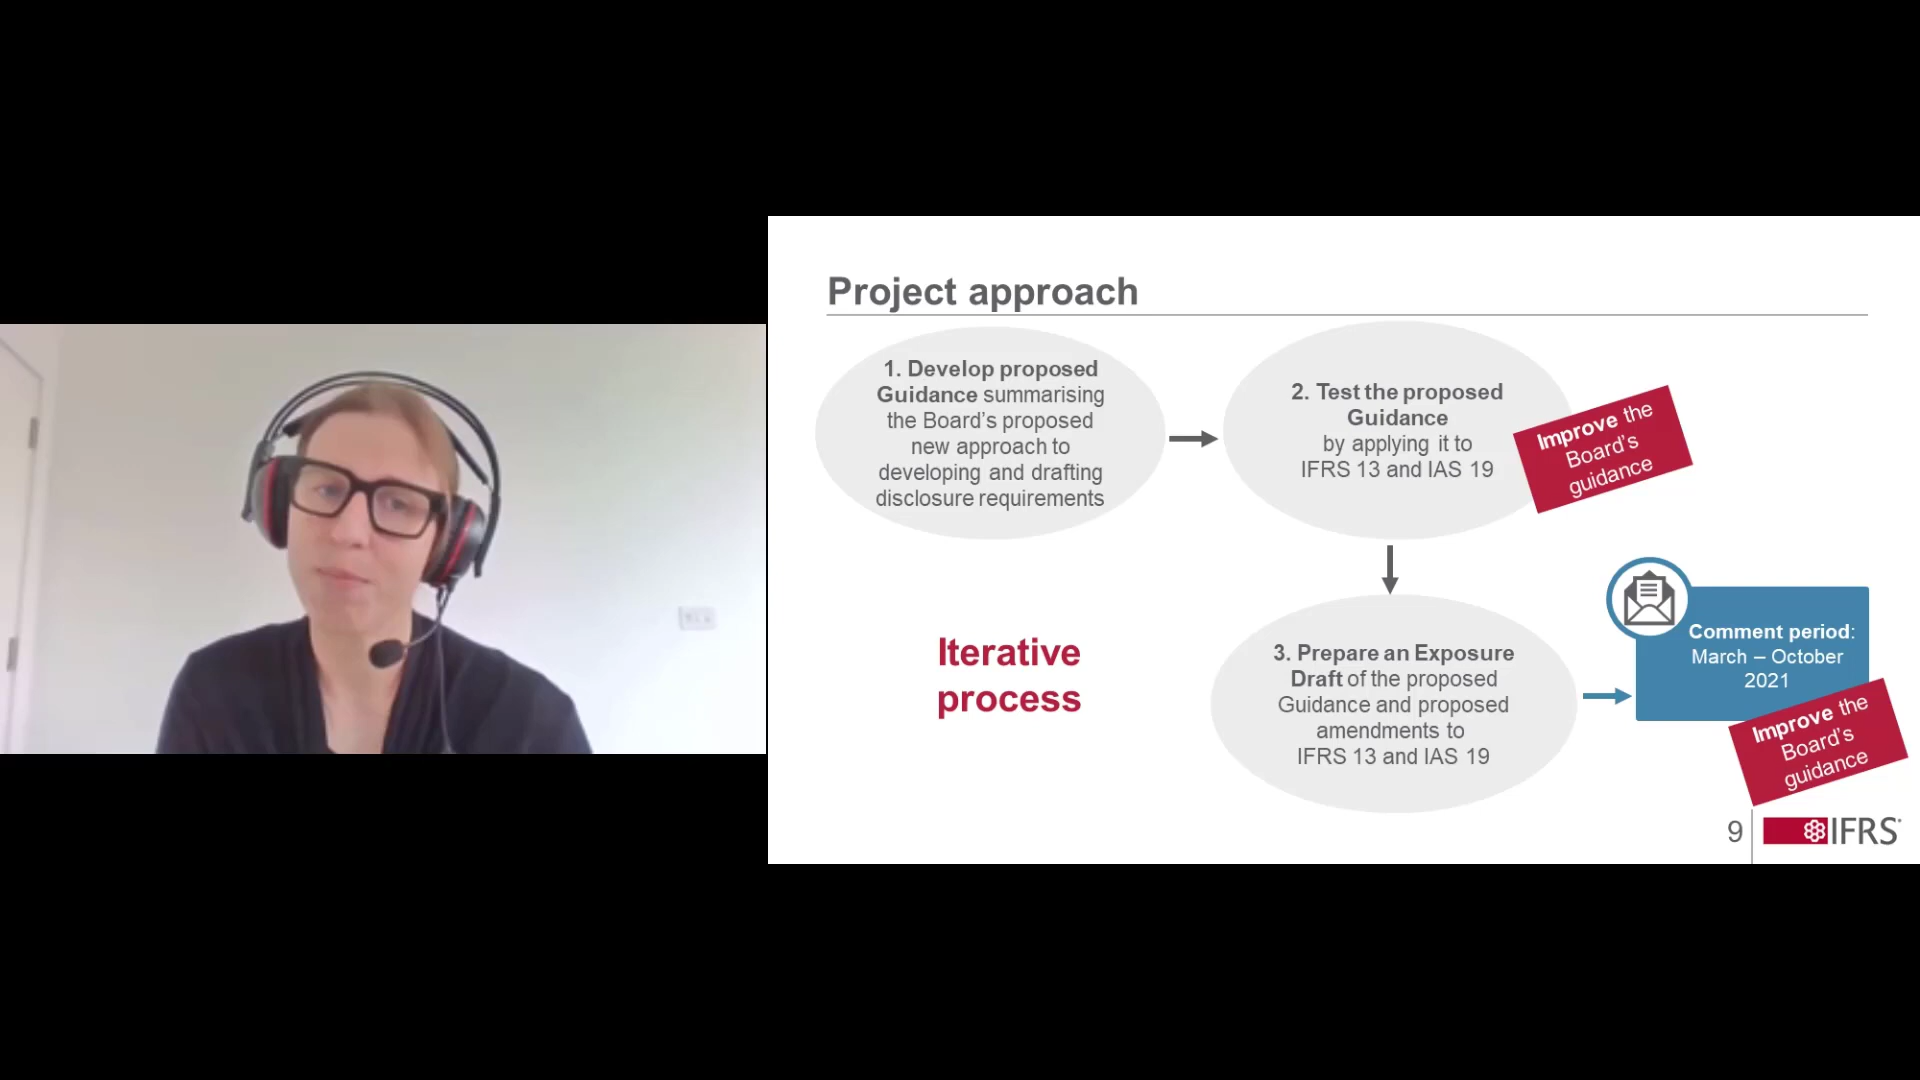 Project approach
1. Develop proposed
Guidance summarising
the Board’s proposed
new approach to
developing and drafting
disclosure requirements
2. Test the proposed
Guidance
by applying it to
IFRS 13 and IAS 19
Improve the
Board’s
guidance
Iterative
process
3. Prepare an Exposure
Draft of the proposed
Guidance and proposed
amendments to
IFRS 13 and IAS 19
Comment period:
March – October
2021
Improve the
Board’s
guidance
9
IFRS